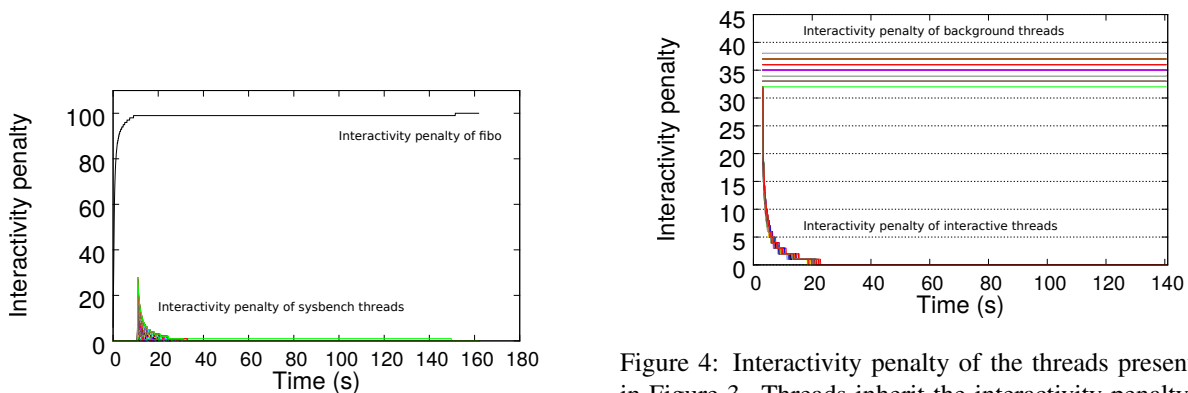 Interactivity penalty
100
80
60
40
20
0
Interactivity penalty of fibo
Interactivity penalty of sysbench threads
0 20 40 60 80 100 120 140 160 180
Time (s)
Interactivity penalty
45
40
35
30
25
20
15
10
5
0
Interactivity penalty of background threads
Interactivity penalty of interactive threads
0 20 40 60 80 100 120 140
Time (s)
Figure 4: Interactivity penalty of the threads present
in Figure 3. Threads inherit the interactivity penalty